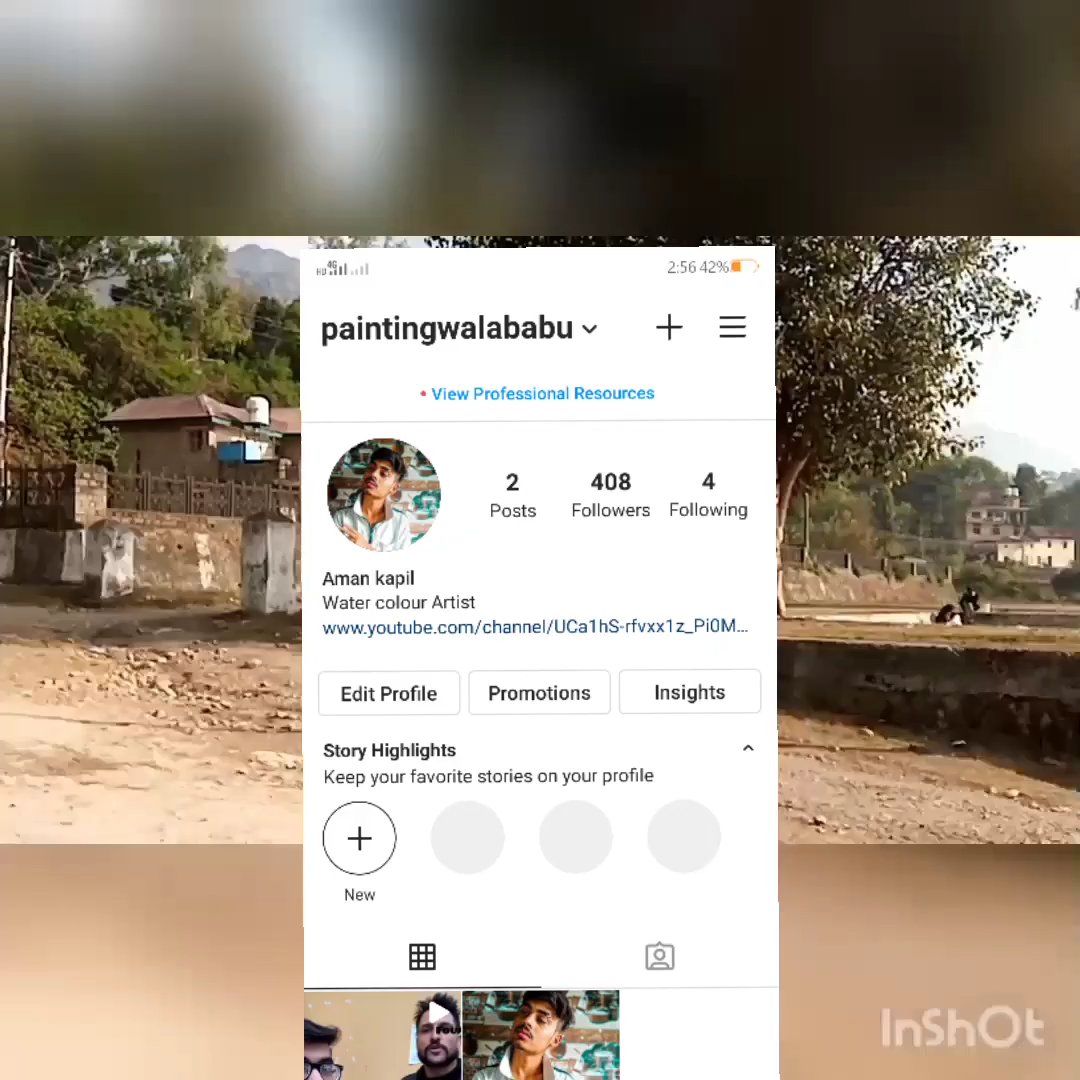 HD 4G 2:56 42%
paintingwalababu
• View Professional Resources
2 408 4
Posts Followers Following
Aman kapil
Water colour Artist
www.youtube.com/channel/UCa1hS-rfvxx1z_Pi0M...
Edit Profile Promotions Insights
Story Highlights
Keep your favorite stories on your profile
New
InShOt